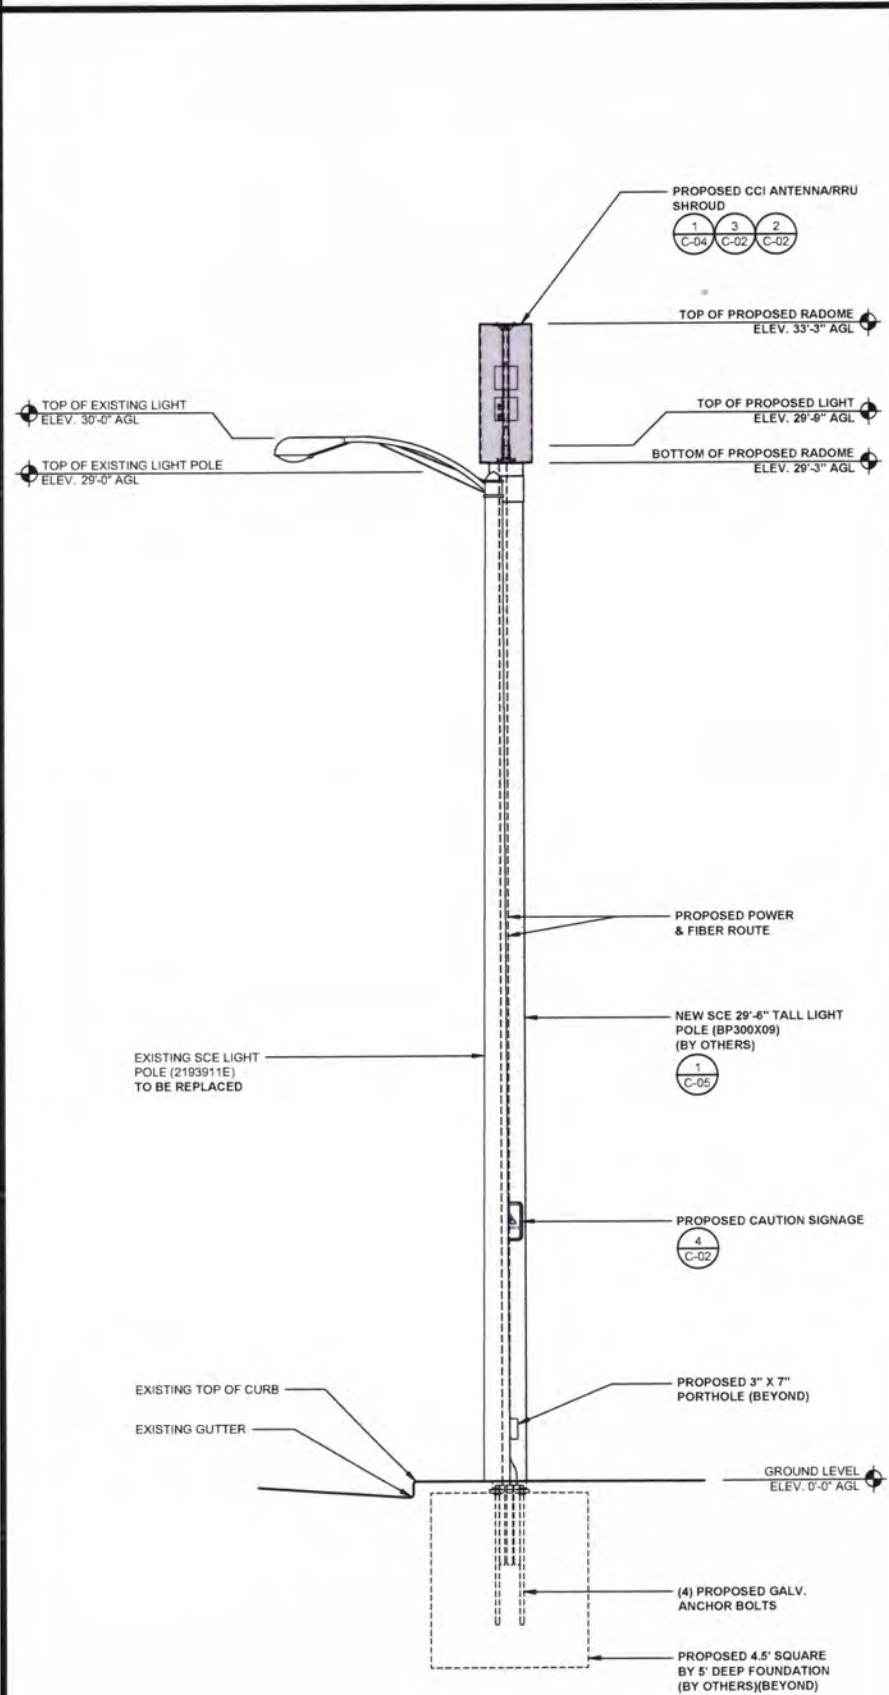 PROPOSED CCI ANTENNA/RRU
SHROUD
1
C-04
3
C-02
2
C-02
TOP OF PROPOSED RADOME
ELEV. 33'-3" AGL
TOP OF EXISTING LIGHT
ELEV. 30'-0" AGL
TOP OF PROPOSED LIGHT
ELEV. 29'-9" AGL
BOTTOM OF PROPOSED RADOME
ELEV. 29'-3" AGL
TOP OF EXISTING LIGHT POLE
ELEV. 29'-0" AGL
PROPOSED POWER
& FIBER ROUTE
NEW SCE 29'-6" TALL LIGHT
POLE (BP300X09)
(BY OTHERS)
1
C-05
EXISTING SCE LIGHT
POLE (2193911E)
TO BE REPLACED
PROPOSED CAUTION SIGNAGE
4
C-02
PROPOSED 3" X 7"
PORTHOLE (BEYOND)
EXISTING TOP OF CURB
EXISTING GUTTER
GROUND LEVEL
ELEV. 0'-0" AGL
(4) PROPOSED GALV.
ANCHOR BOLTS
PROPOSED 4.5' SQUARE
BY 5' DEEP FOUNDATION
(BY OTHERS)(BEYOND)